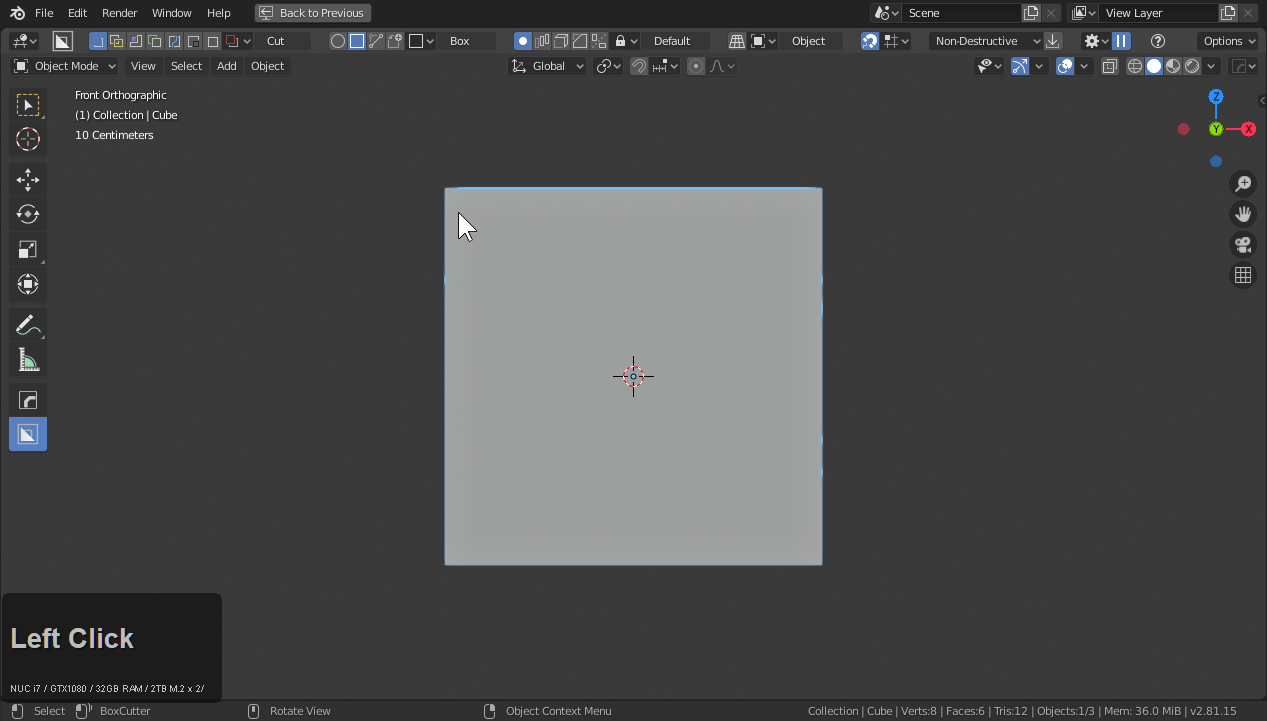 File Edit Render Window Help Back to Previous Scene View Layer
Cut Box Default Object Non-Destructive Options
Object Mode View Select Add Object Global
Front Orthographic
(1) Collection | Cube
10 Centimeters
Z
Y X
Left Click
NUC i7 / GTX1080 / 32GB RAM / 2TB M.2 x 2/
Select BoxCutter Rotate View Object Context Menu Collection | Cube | Verts:8 | Faces:6 | Tris:12 | Objects:1/3 | Mem: 36.0 MiB | v2.81.15